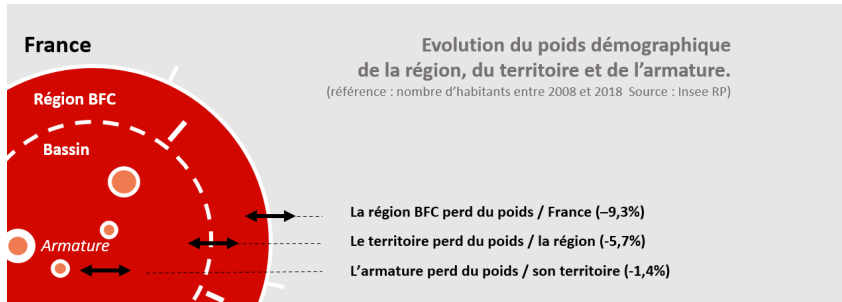 France
Evolution du poids démographique
de la région, du territoire et de l’armature.
(référence : nombre d’habitants entre 2008 et 2018  Source : Insee RP)
Région BFC
Bassin
Armature
La région BFC perd du poids / France (–9,3%)
Le territoire perd du poids / la région (-5,7%)
L’armature perd du poids / son territoire (-1,4%)